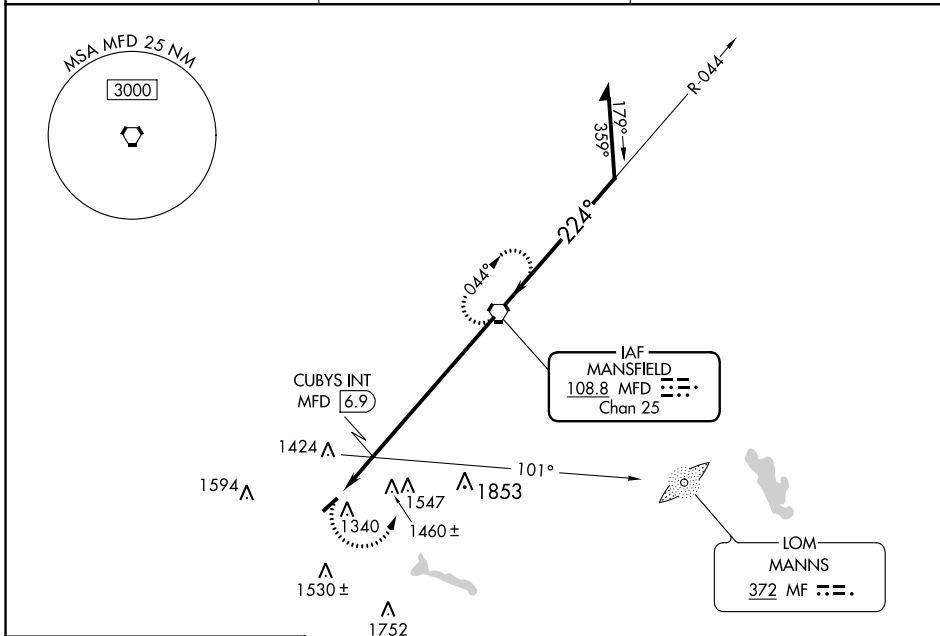 MSA MFD 25 NM
3000
R-044
179°
359°
224°
044°
IAF
MANSFIELD
108.8 MFD
Chan 25
CUBYS INT
MFD 6.9
1424
101°
1594
1853
1547
1340
1460 ±
LOM
MANNS
372 MF
1530 ±
1752